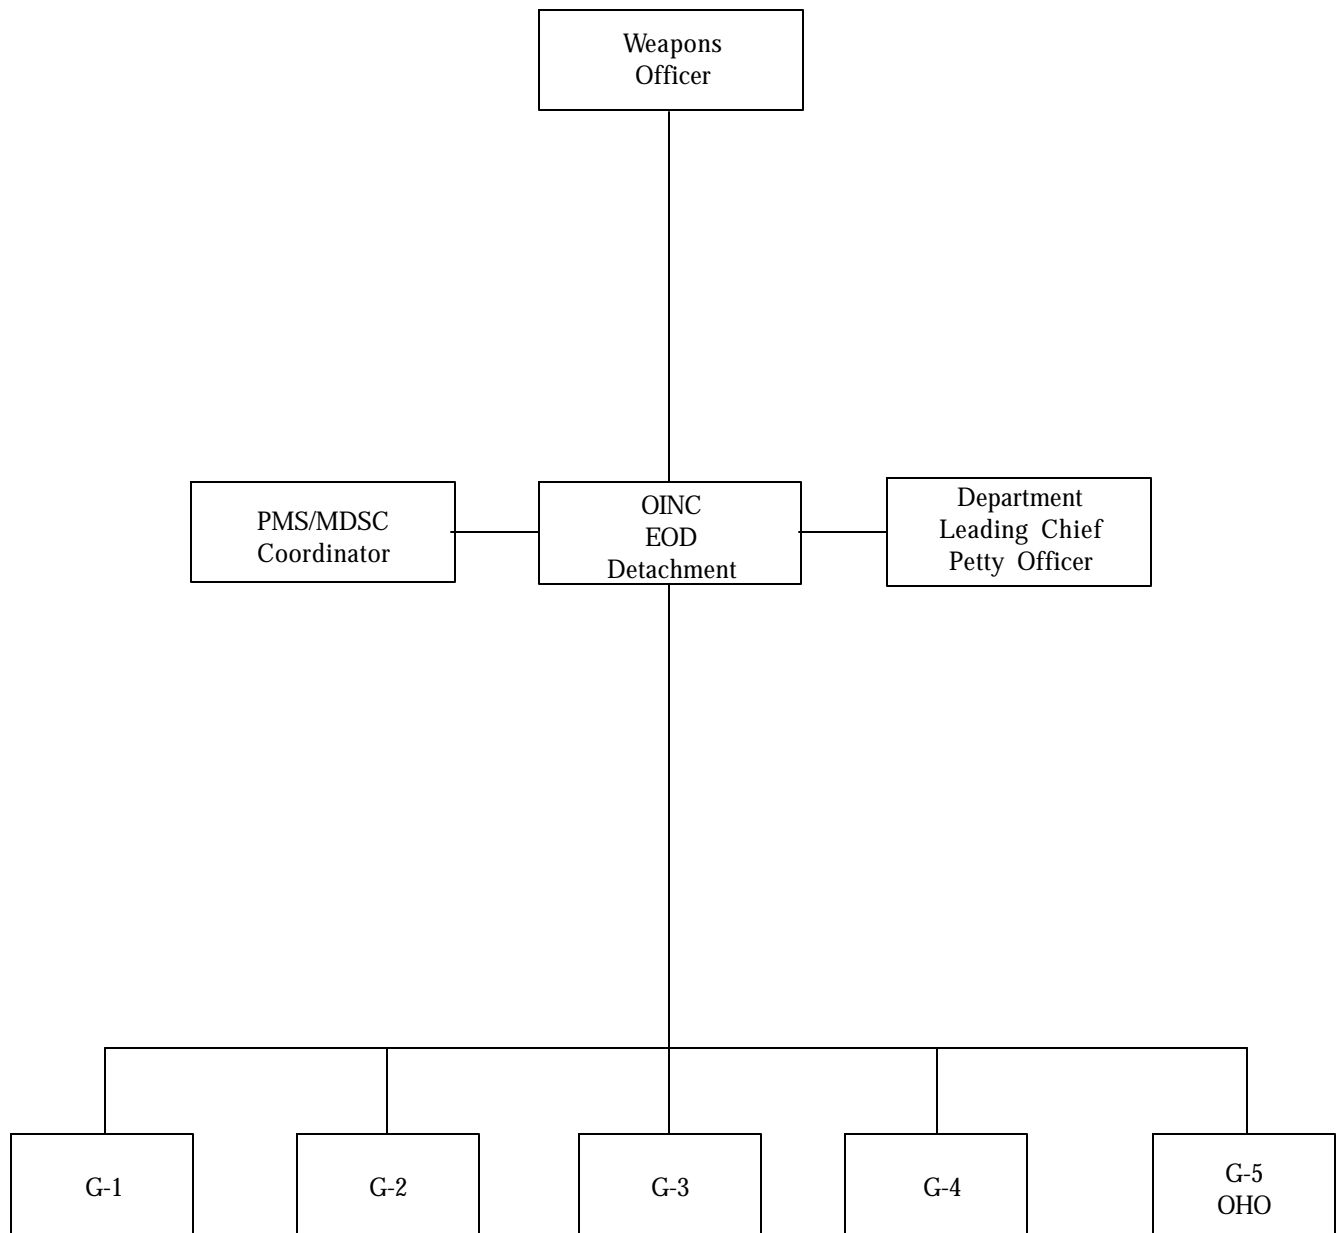 Weapons
Officer
PMS/MDSC
Coordinator
OINC
EOD
Detachment
Department
Leading Chief
Petty Officer
G-1
G-2
G-3
G-4
G-5
OHO